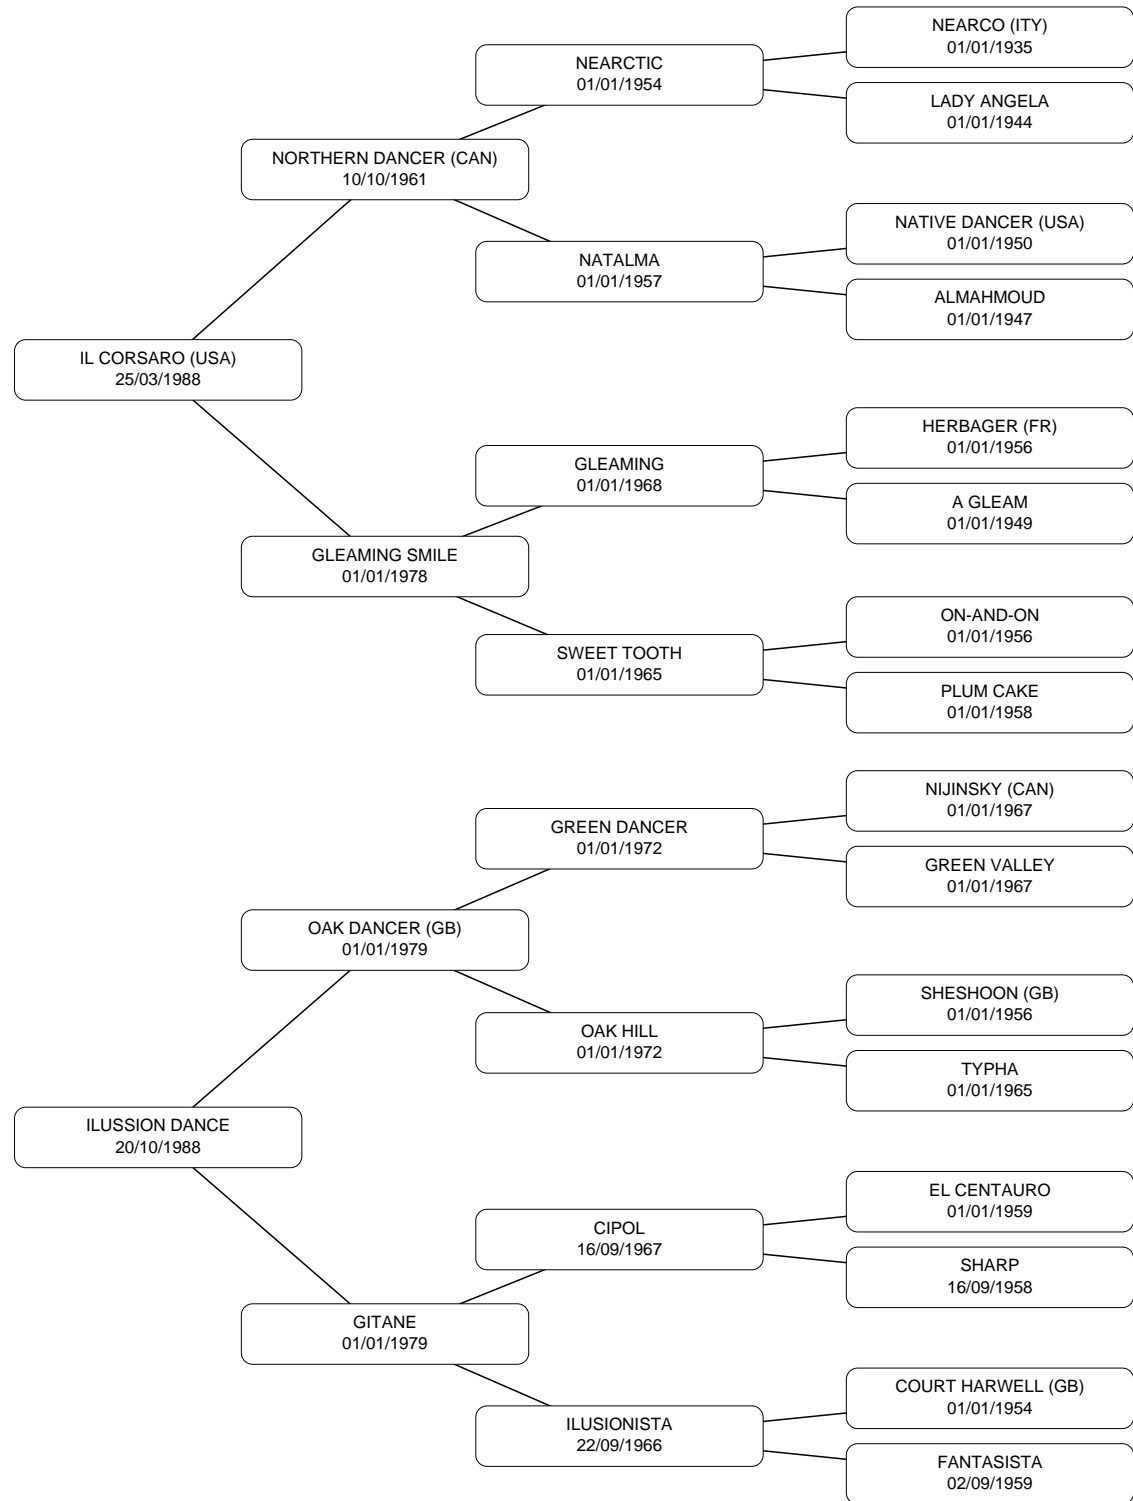 NEARCO (ITY)
01/01/1935
NEARCTIC
01/01/1954
LADY ANGELA
01/01/1944
NORTHERN DANCER (CAN)
10/10/1961
NATIVE DANCER (USA)
01/01/1950
NATALMA
01/01/1957
ALMAHMOUD
01/01/1947
IL CORSARO (USA)
25/03/1988
HERBAGER (FR)
01/01/1956
GLEAMING
01/01/1968
A GLEAM
01/01/1949
GLEAMING SMILE
01/01/1978
ON-AND-ON
01/01/1956
SWEET TOOTH
01/01/1965
PLUM CAKE
01/01/1958
NIJINSKY (CAN)
01/01/1967
GREEN DANCER
01/01/1972
GREEN VALLEY
01/01/1967
OAK DANCER (GB)
01/01/1979
SHESHOON (GB)
01/01/1956
OAK HILL
01/01/1972
TYPHA
01/01/1965
ILUSSION DANCE
20/10/1988
EL CENTAURO
01/01/1959
CIPOL
16/09/1967
SHARP
16/09/1958
GITANE
01/01/1979
COURT HARWELL (GB)
01/01/1954
ILUSIONISTA
22/09/1966
FANTASISTA
02/09/1959